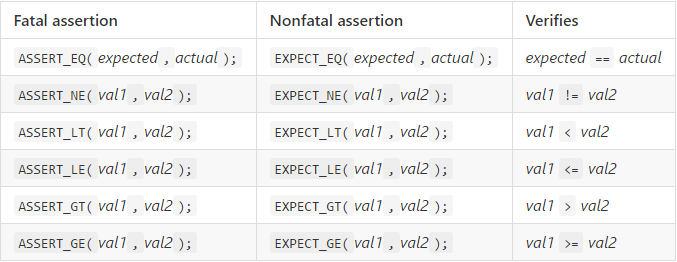 Fatal assertion Nonfatal assertion Verifies
ASSERT_EQ( expected , actual ); EXPECT_EQ( expected , actual ); expected == actual
ASSERT_NE( val1 , val2 ); EXPECT_NE( val1 , val2 ); val1 != val2
ASSERT_LT( val1 , val2 ); EXPECT_LT( val1 , val2 ); val1 < val2
ASSERT_LE( val1 , val2 ); EXPECT_LE( val1 , val2 ); val1 <= val2
ASSERT_GT( val1 , val2 ); EXPECT_GT( val1 , val2 ); val1 > val2
ASSERT_GE( val1 , val2 ); EXPECT_GE( val1 , val2 ); val1 >= val2